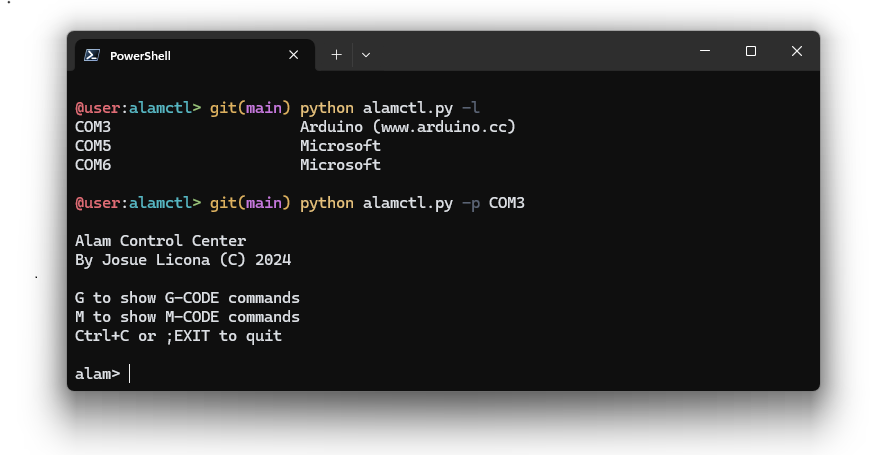 PowerShell
@user:alamctl> git(main) python alamctl.py -l
COM3 Arduino (www.arduino.cc)
COM5 Microsoft
COM6 Microsoft
@user:alamctl> git(main) python alamctl.py -p COM3
Alam Control Center
By Josue Licona (C) 2024
G to show G-CODE commands
M to show M-CODE commands
Ctrl+C or ;EXIT to quit
alam>